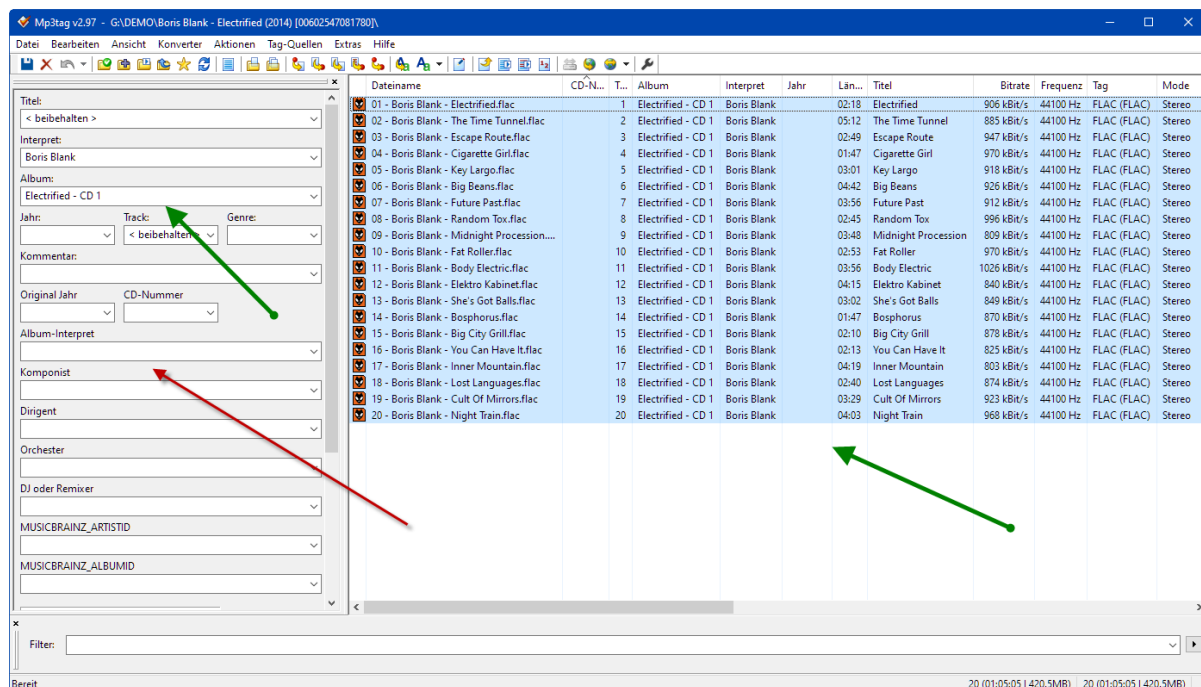 Mp3tag v2.97 - G:\DEMO\Boris Blank - Electrified (2014) [00602547081780]\
Datei Bearbeiten Ansicht Konverter Aktionen Tag-Quellen Extras Hilfe
Titel:
< beibehalten >
Interpret:
Boris Blank
Album:
Electrified - CD 1
Jahr: Track: Genre:
< beibehalten >
Kommentar:
Original Jahr CD-Nummer
Album-Interpret
Komponist
Dirigent
Orchester
DJ oder Remixer
MUSICBRAINZ_ARTISTID
MUSICBRAINZ_ALBUMID
Dateiname CD-N... T... Album Interpret Jahr Län... Titel Bitrate Frequenz Tag Mode
01 - Boris Blank - Electrified.flac 1 Electrified - CD 1 Boris Blank 02:18 Electrified 906 kBit/s 44100 Hz FLAC (FLAC) Stereo
02 - Boris Blank - The Time Tunnel.flac 2 Electrified - CD 1 Boris Blank 05:12 The Time Tunnel 885 kBit/s 44100 Hz FLAC (FLAC) Stereo
03 - Boris Blank - Escape Route.flac 3 Electrified - CD 1 Boris Blank 02:49 Escape Route 947 kBit/s 44100 Hz FLAC (FLAC) Stereo
04 - Boris Blank - Cigarette Girl.flac 4 Electrified - CD 1 Boris Blank 01:47 Cigarette Girl 970 kBit/s 44100 Hz FLAC (FLAC) Stereo
05 - Boris Blank - Key Largo.flac 5 Electrified - CD 1 Boris Blank 03:01 Key Largo 918 kBit/s 44100 Hz FLAC (FLAC) Stereo
06 - Boris Blank - Big Beans.flac 6 Electrified - CD 1 Boris Blank 04:42 Big Beans 926 kBit/s 44100 Hz FLAC (FLAC) Stereo
07 - Boris Blank - Future Past.flac 7 Electrified - CD 1 Boris Blank 03:56 Future Past 912 kBit/s 44100 Hz FLAC (FLAC) Stereo
08 - Boris Blank - Random Tox.flac 8 Electrified - CD 1 Boris Blank 02:45 Random Tox 996 kBit/s 44100 Hz FLAC (FLAC) Stereo
09 - Boris Blank - Midnight Procession.... 9 Electrified - CD 1 Boris Blank 03:48 Midnight Procession 809 kBit/s 44100 Hz FLAC (FLAC) Stereo
10 - Boris Blank - Fat Roller.flac 10 Electrified - CD 1 Boris Blank 02:53 Fat Roller 970 kBit/s 44100 Hz FLAC (FLAC) Stereo
11 - Boris Blank - Body Electric.flac 11 Electrified - CD 1 Boris Blank 03:56 Body Electric 1026 kBit/s 44100 Hz FLAC (FLAC) Stereo
12 - Boris Blank - Elektro Kabinet.flac 12 Electrified - CD 1 Boris Blank 04:15 Elektro Kabinet 840 kBit/s 44100 Hz FLAC (FLAC) Stereo
13 - Boris Blank - She's Got Balls.flac 13 Electrified - CD 1 Boris Blank 03:02 She's Got Balls 849 kBit/s 44100 Hz FLAC (FLAC) Stereo
14 - Boris Blank - Bosphorus.flac 14 Electrified - CD 1 Boris Blank 01:47 Bosphorus 870 kBit/s 44100 Hz FLAC (FLAC) Stereo
15 - Boris Blank - Big City Grill.flac 15 Electrified - CD 1 Boris Blank 02:10 Big City Grill 878 kBit/s 44100 Hz FLAC (FLAC) Stereo
16 - Boris Blank - You Can Have It.flac 16 Electrified - CD 1 Boris Blank 02:13 You Can Have It 825 kBit/s 44100 Hz FLAC (FLAC) Stereo
17 - Boris Blank - Inner Mountain.flac 17 Electrified - CD 1 Boris Blank 04:19 Inner Mountain 803 kBit/s 44100 Hz FLAC (FLAC) Stereo
18 - Boris Blank - Lost Languages.flac 18 Electrified - CD 1 Boris Blank 02:40 Lost Languages 874 kBit/s 44100 Hz FLAC (FLAC) Stereo
19 - Boris Blank - Cult Of Mirrors.flac 19 Electrified - CD 1 Boris Blank 03:29 Cult Of Mirrors 923 kBit/s 44100 Hz FLAC (FLAC) Stereo
20 - Boris Blank - Night Train.flac 20 Electrified - CD 1 Boris Blank 04:03 Night Train 968 kBit/s 44100 Hz FLAC (FLAC) Stereo
Filter:
Bereit 20 (01:05:05 | 420.5MB) 20 (01:05:05 | 420.5MB)